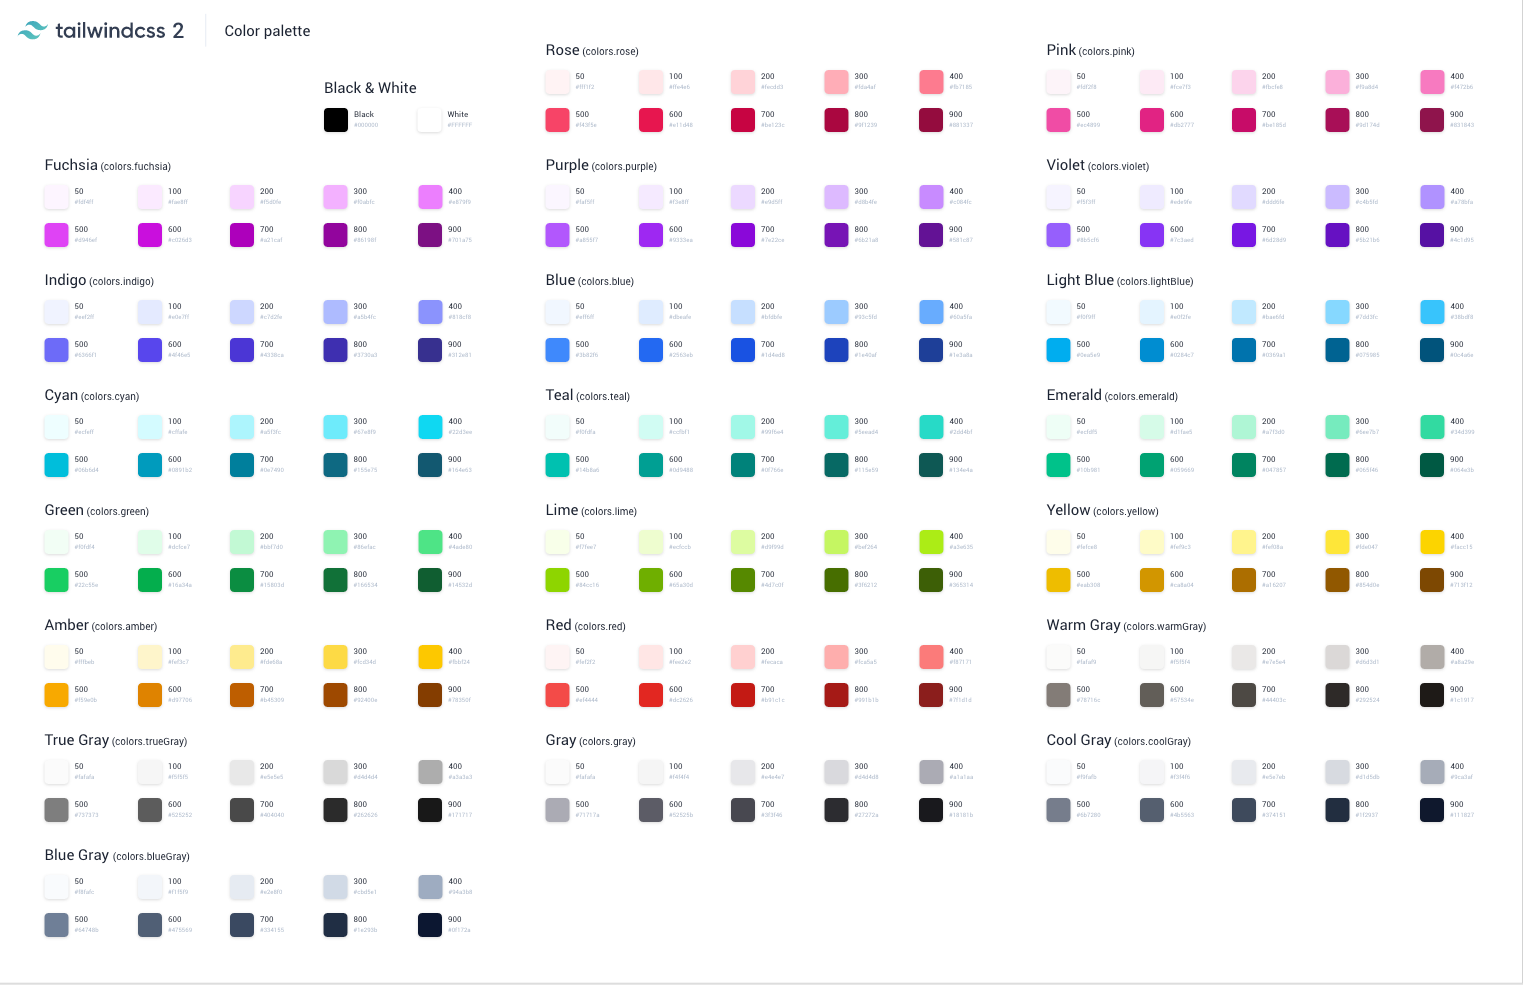 tailwindcss 2
Color palette
Black & White
Black
White
#000000
#FFFFFF
Rose (colors.rose)
50 100 200 300 400
#fff1f2 #ffe4e6 #fecdd3 #fda4af #fb7185
500 600 700 800 900
#f43f5e #e11d48 #be123c #9f1239 #881337
Pink (colors.pink)
50 100 200 300 400
#fdf2f8 #fce7f3 #fbcfe8 #f9a8d4 #f472b6
500 600 700 800 900
#ec4899 #db2777 #be185d #9d174d #831843
Fuchsia (colors.fuchsia)
50 100 200 300 400
#fdf4ff #fae8ff #f5d0fe #f0abfc #e879f9
500 600 700 800 900
#d946ef #c026d3 #a21caf #86198f #701a75
Purple (colors.purple)
50 100 200 300 400
#faf5ff #f3e8ff #e9d5ff #d8b4fe #c084fc
500 600 700 800 900
#a855f7 #9333ea #7e22ce #6b21a8 #581c87
Violet (colors.violet)
50 100 200 300 400
#f5f3ff #ede9fe #ddd6fe #c4b5fd #a78bfa
500 600 700 800 900
#8b5cf6 #7c3aed #6d28d9 #5b21b6 #4c1d95
Indigo (colors.indigo)
50 100 200 300 400
#eef2ff #e0e7ff #c7d2fe #a5b4fc #818cf8
500 600 700 800 900
#6366f1 #4f46e5 #4338ca #3730a3 #312e81
Blue (colors.blue)
50 100 200 300 400
#eff6ff #dbeafe #bfdbfe #93c5fd #60a5fa
500 600 700 800 900
#3b82f6 #2563eb #1d4ed8 #1e40af #1e3a8a
Light Blue (colors.lightBlue)
50 100 200 300 400
#f0f9ff #e0f2fe #bae6fd #7dd3fc #38bdf8
500 600 700 800 900
#0ea5e9 #0284c7 #0369a1 #075985 #0c4a6e
Cyan (colors.cyan)
50 100 200 300 400
#ecfeff #cffafe #a5f3fc #67e8f9 #22d3ee
500 600 700 800 900
#06b6d4 #0891b2 #0e7490 #155e75 #164e63
Teal (colors.teal)
50 100 200 300 400
#f0fdfa #ccfbf1 #99f6e4 #5eead4 #2dd4bf
500 600 700 800 900
#14b8a6 #0d9488 #0f766e #115e59 #134e4a
Emerald (colors.emerald)
50 100 200 300 400
#ecfdf5 #d1fae5 #a7f3d0 #6ee7b7 #34d399
500 600 700 800 900
#10b981 #059669 #047857 #065f46 #064e3b
Green (colors.green)
50 100 200 300 400
#f0fdf4 #dcfce7 #bbf7d0 #86efac #4ade80
500 600 700 800 900
#22c55e #16a34a #15803d #166534 #14532d
Lime (colors.lime)
50 100 200 300 400
#f7fee7 #ecfccb #d9f99d #bef264 #a3e635
500 600 700 800 900
#84cc16 #65a30d #4d7c0f #3f6212 #365314
Yellow (colors.yellow)
50 100 200 300 400
#fefce8 #fef9c3 #fef08a #fde047 #facc15
500 600 700 800 900
#eab308 #ca8a04 #a16207 #854d0e #713f12
Amber (colors.amber)
50 100 200 300 400
#fffbeb #fef3c7 #fde68a #fcd34d #fbbf24
500 600 700 800 900
#f59e0b #d97706 #b45309 #92400e #78350f
Red (colors.red)
50 100 200 300 400
#fef2f2 #fee2e2 #fecaca #fca5a5 #f87171
500 600 700 800 900
#ef4444 #dc2626 #b91c1c #991b1b #7f1d1d
Warm Gray (colors.warmGray)
50 100 200 300 400
#fafaf9 #f5f5f4 #e7e5e4 #d6d3d1 #a8a29e
500 600 700 800 900
#78716c #57534e #44403c #292524 #1c1917
True Gray (colors.trueGray)
50 100 200 300 400
#fafafa #f5f5f5 #e5e5e5 #d4d4d4 #a3a3a3
500 600 700 800 900
#737373 #525252 #404040 #262626 #171717
Gray (colors.gray)
50 100 200 300 400
#fafafa #f4f4f4 #e4e4e7 #d4d4d8 #a1a1aa
500 600 700 800 900
#71717a #52525b #3f3f46 #27272a #18181b
Cool Gray (colors.coolGray)
50 100 200 300 400
#f9fafb #f3f4f6 #e5e7eb #d1d5db #9ca3af
500 600 700 800 900
#6b7280 #4b5563 #374151 #1f2937 #111827
Blue Gray (colors.blueGray)
50 100 200 300 400
#f8fafc #f1f5f9 #e2e8f0 #cbd5e1 #94a3b8
500 600 700 800 900
#64748b #475569 #334155 #1e293b #0f172a